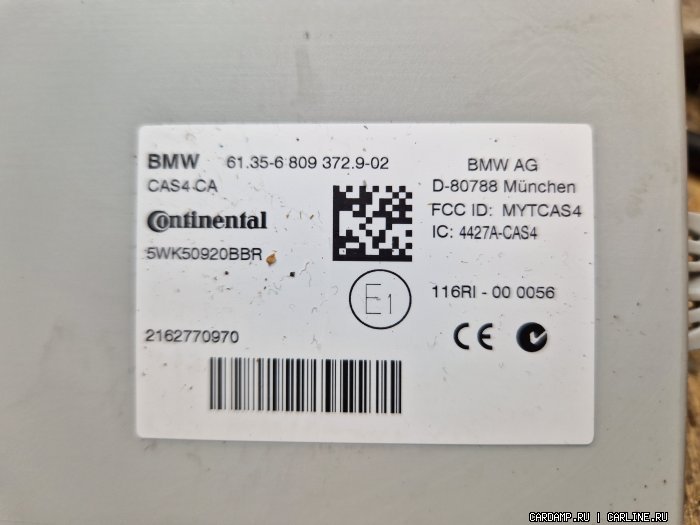 BMW 61.35-6 809 372.9-02
CAS4 CA
Continental
5WK50920BBR
2162770970
BMW AG
D-80788 München
FCC ID: MYTCAS4
IC: 4427A-CAS4
E1
116RI - 00 0056
CE
CARDAMP.RU | CARLINE.RU